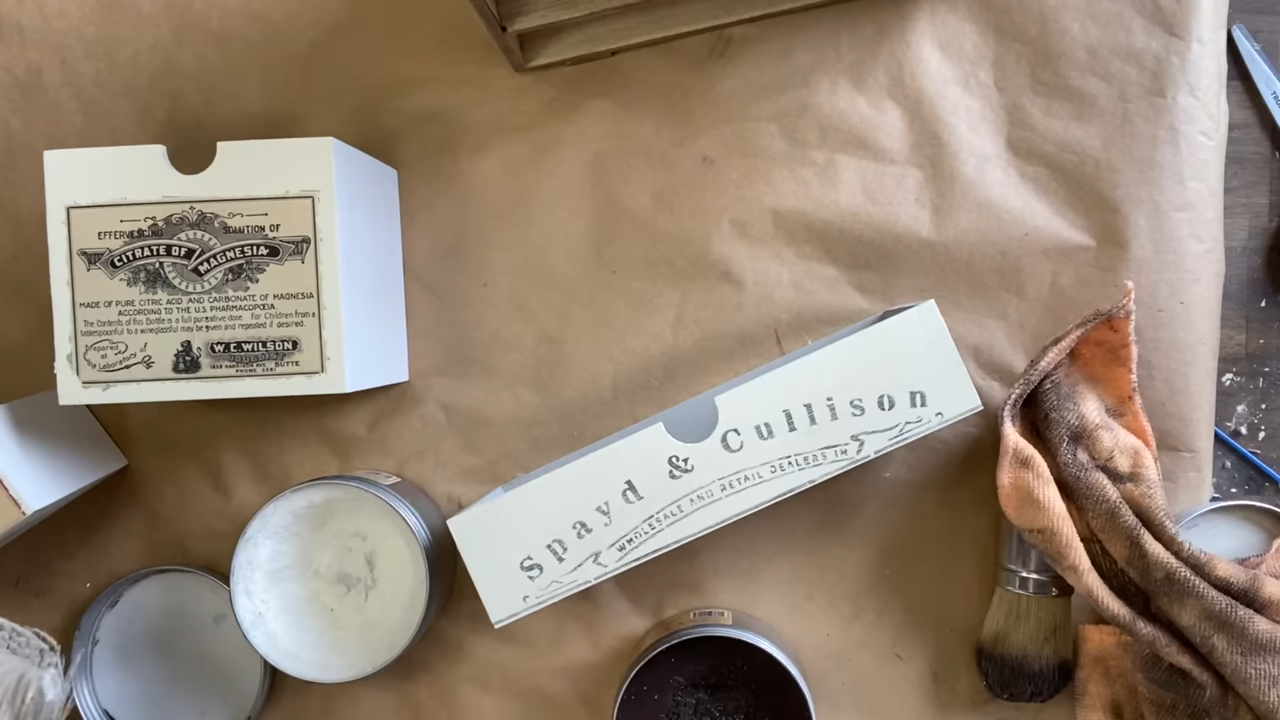 EFFERVESCING SOLUTION OF
CITRATE OF MAGNESIA
MADE OF PURE CITRIC ACID AND CARBONATE OF MAGNESIA
ACCORDING TO THE U.S. PHARMACOPŒIA.
The Contents of this Bottle is a full purgative dose For Children from a
tablespoonful to a wineglassful may be given and repeated if desired.
Prepared
at
the Laboratory of
W.C. WILSON
DRUGGIST
BUTTE
Spayd & Cullison
WHOLESALE AND RETAIL DEALERS IN